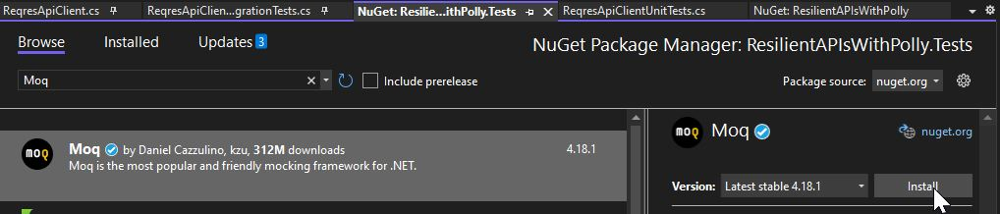 ReqresApiClient.cs
ReqresApiClien...grationTests.cs
NuGet: Resilie...ithPolly.Tests
ReqresApiClientUnitTests.cs
NuGet: ResilientAPIsWithPolly
Browse Installed Updates 3
NuGet Package Manager: ResilientAPIsWithPolly.Tests
Moq
Include prerelease
Package source: nuget.org
MOQ
Moq by Daniel Cazzulino, kzu, 312M downloads
4.18.1
Moq is the most popular and friendly mocking framework for .NET.
MOQ
Moq
nuget.org
Version: Latest stable 4.18.1
Install